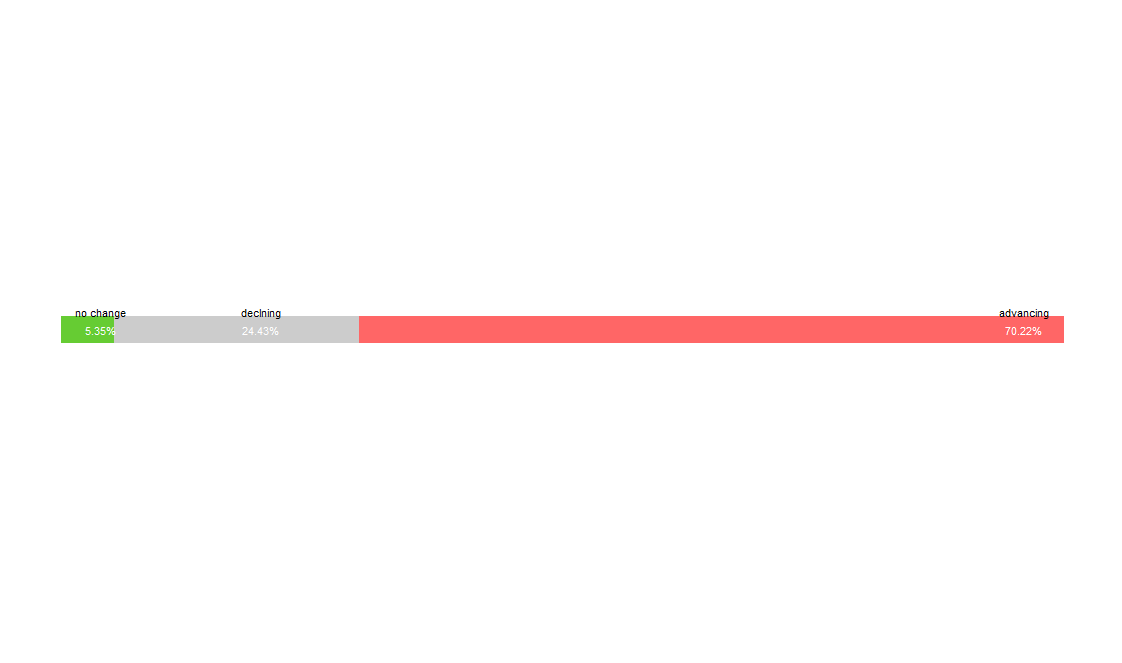 no change declning advancing
5.35% 24.43% 70.22%